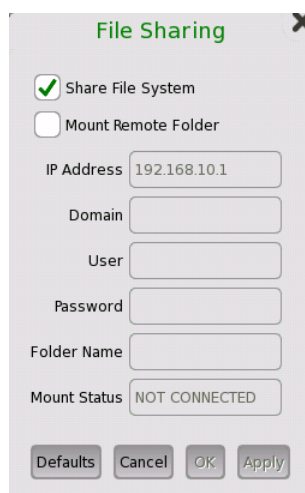 File Sharing
Share File System
Mount Remote Folder
IP Address 192.168.10.1
Domain
User
Password
Folder Name
Mount Status NOT CONNECTED
Defaults Cancel OK Apply